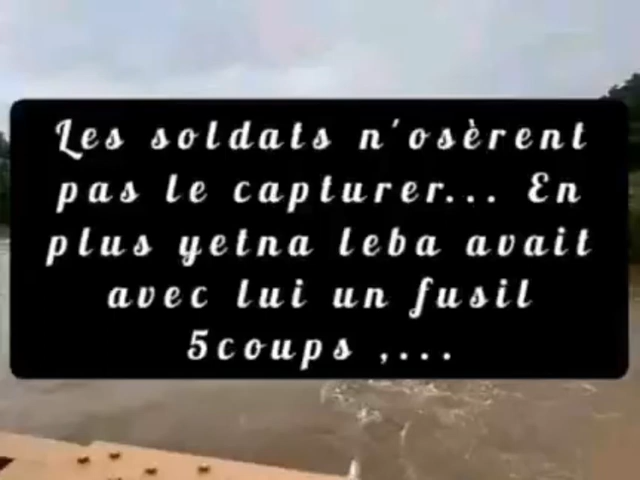 Les soldats n'osèrent
pas le capturer... En
plus yetna leba avait
avec lui un fusil
5coups ,...